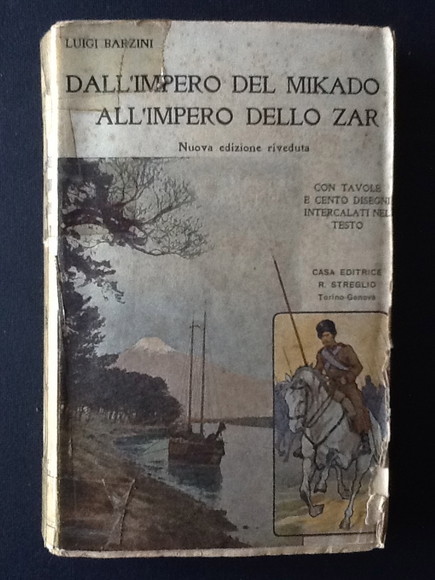 LUIGI BARZINI
DALL'IMPERO DEL MIKADO
ALL'IMPERO DELLO ZAR
Nuova edizione riveduta
CON TAVOLE
E CENTO DISEGNI
INTERCALATI NEL
TESTO
CASA EDITRICE
R. STREGLIO
Torino-Genova